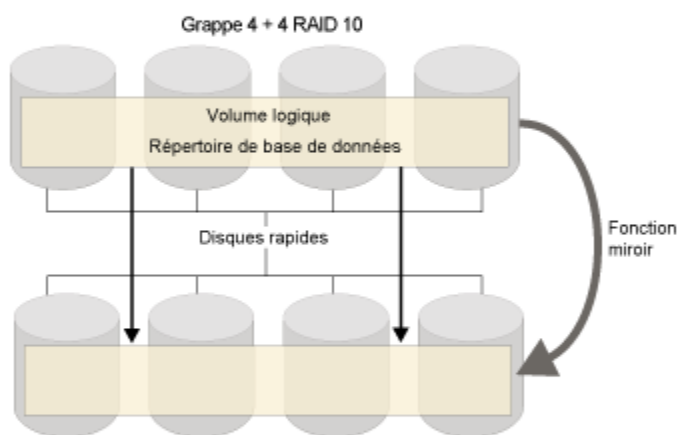 Grappe 4 + 4 RAID 10
Volume logique
Répertoire de base de données
Disques rapides
Fonction
miroir